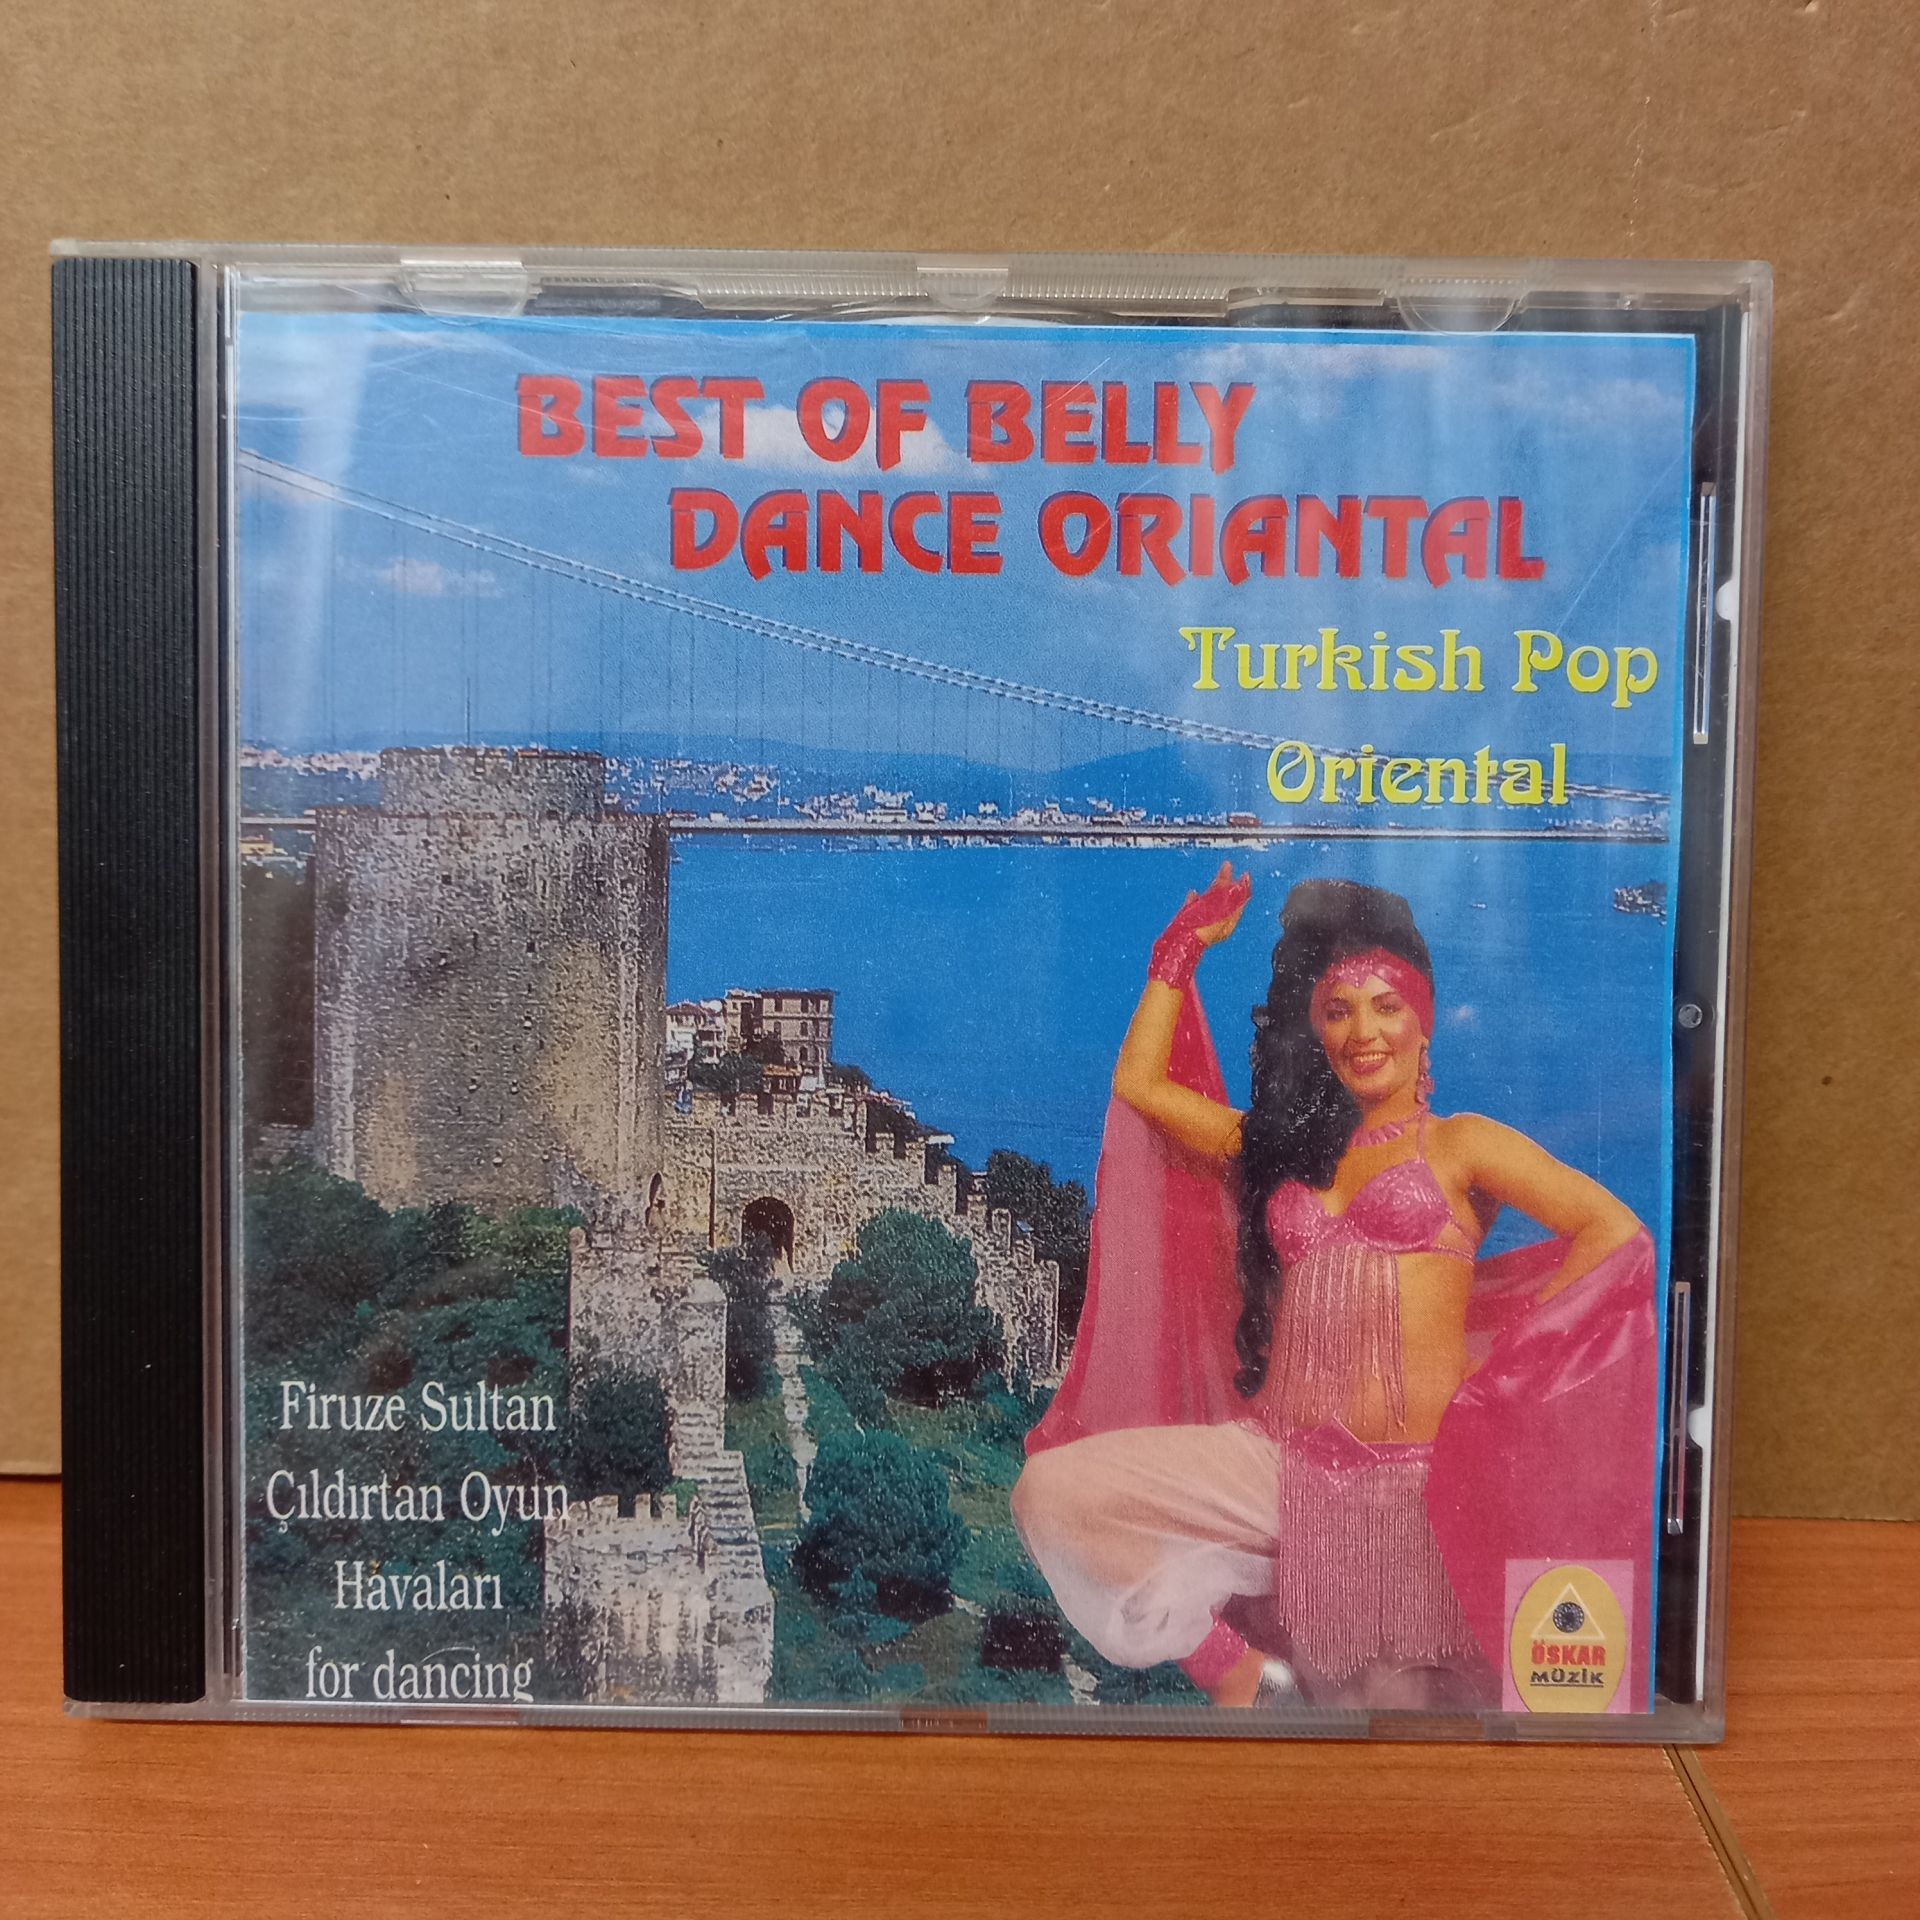 BEST OF BELLY
DANCE ORIANTAL
Turkish Pop
Oriental
Firuze Sultan
Çıldırtan Oyun
Havaları
for dancing
ÖSKAR
MÜZİK